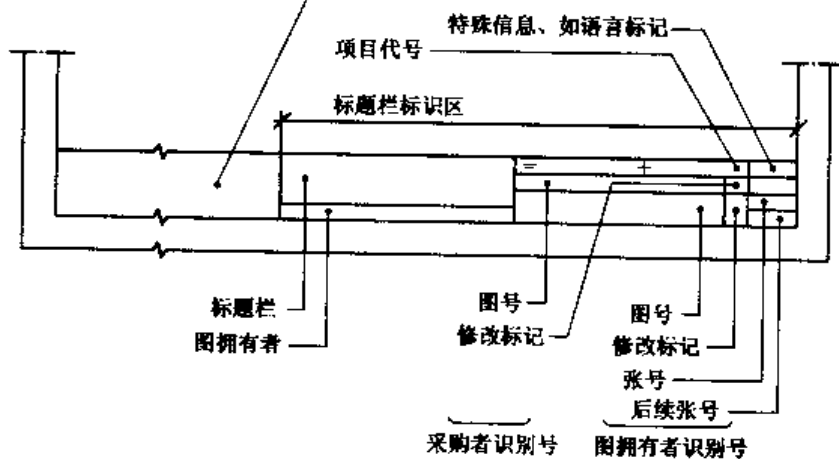 特殊信息、如语言标记
项目代号
标题栏标识区
=
+
标题栏
图拥有者
图号
修改标记
图号
修改标记
张号
后续张号
采购者识别号
图拥有者识别号